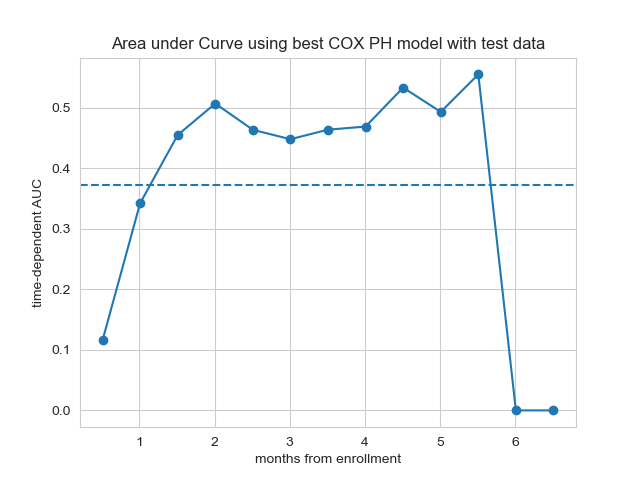 Area under Curve using best COX PH model with test data
time-dependent AUC
0.5
0.4
0.3
0.2
0.1
0.0
1 2 3 4 5 6
months from enrollment